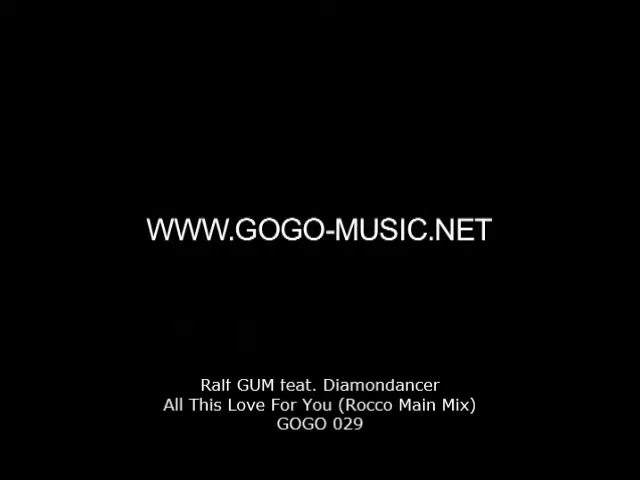 WWW.GOGO-MUSIC.NET
Ralf GUM feat. Diamondancer
All This Love For You (Rocco Main Mix)
GOGO 029